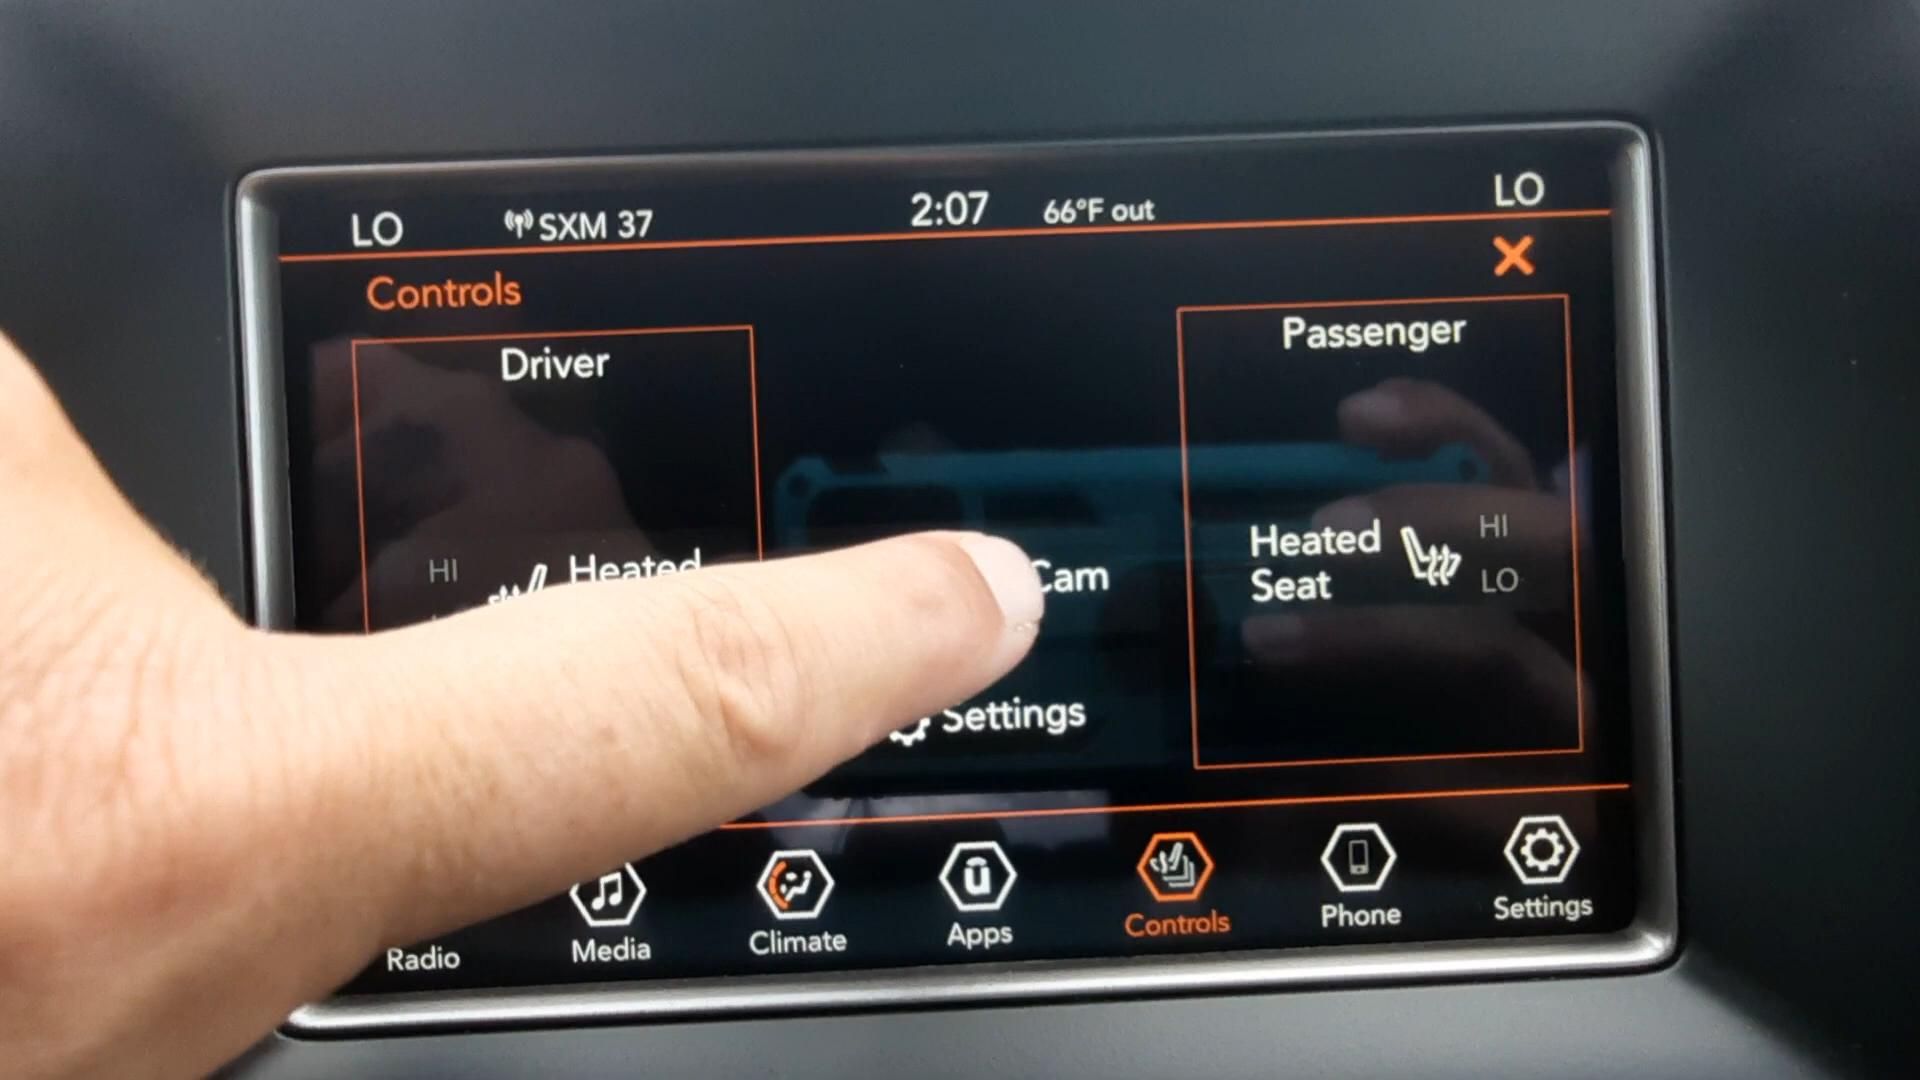 LO SXM 37 2:07 66°F out LO
Controls
Driver
Passenger
HI Heated
Cam
Heated
Seat
HI
LO
Settings
Radio Media Climate Apps Controls Phone Settings